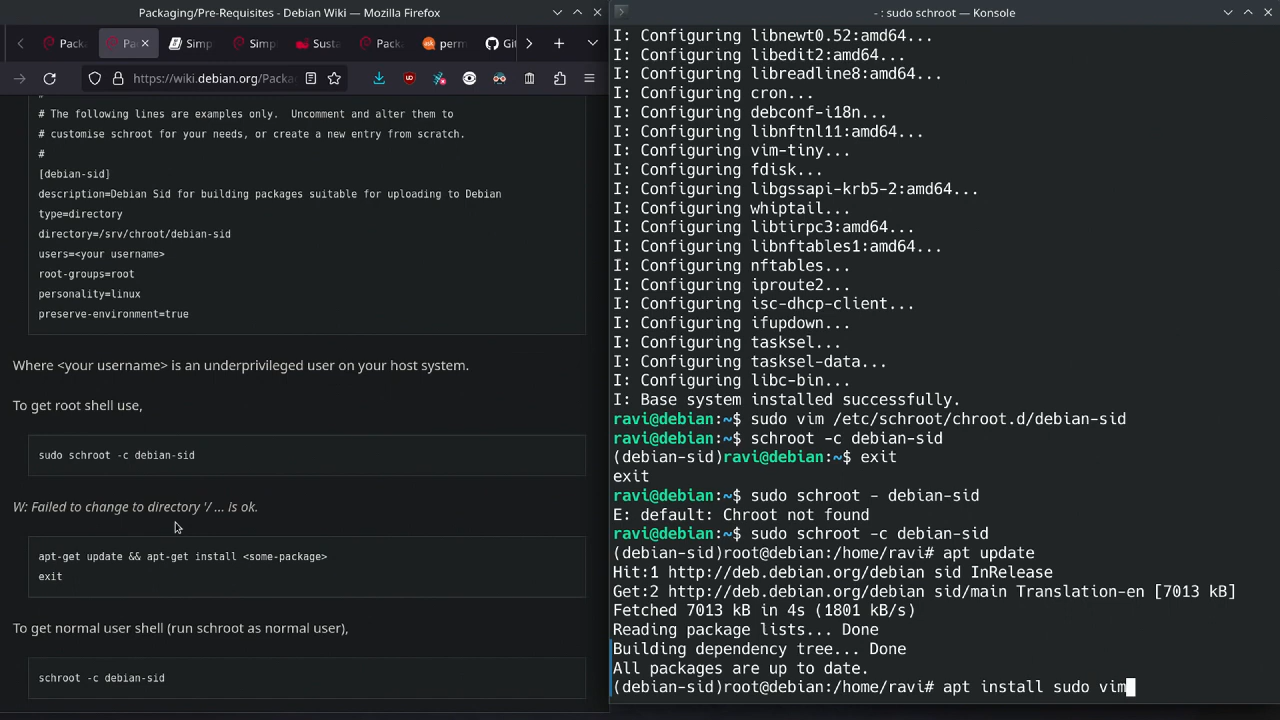 Packaging/Pre-Requisites - Debian Wiki — Mozilla Firefox
Packa
Pac
Simp
Packa
Simpl
Susta
perm
Git
https://wiki.debian.org/Packa
#
# The following lines are examples only.  Uncomment and alter them to
# customise schroot for your needs, or create a new entry from scratch.
#
[debian-sid]
description=Debian Sid for building packages suitable for uploading to Debian
type=directory
directory=/srv/chroot/debian-sid
users=<your username>
root-groups=root
personality=linux
preserve-environment=true
Where <your username> is an underprivileged user on your host system.
To get root shell use,
sudo schroot -c debian-sid
W: Failed to change to directory '/ ... is ok.
apt-get update && apt-get install <some-package>
exit
To get normal user shell (run schroot as normal user),
schroot -c debian-sid
- : sudo schroot — Konsole
I: Configuring libnewt0.52:amd64...
I: Configuring libedit2:amd64...
I: Configuring libreadline8:amd64...
I: Configuring cron...
I: Configuring debconf-i18n...
I: Configuring libnftnl11:amd64...
I: Configuring vim-tiny...
I: Configuring fdisk...
I: Configuring libgssapi-krb5-2:amd64...
I: Configuring whiptail...
I: Configuring libtirpc3:amd64...
I: Configuring libnftables1:amd64...
I: Configuring nftables...
I: Configuring iproute2...
I: Configuring isc-dhcp-client...
I: Configuring ifupdown...
I: Configuring tasksel...
I: Configuring tasksel-data...
I: Configuring libc-bin...
I: Base system installed successfully.
ravi@debian:~$ sudo vim /etc/schroot/chroot.d/debian-sid
ravi@debian:~$ schroot -c debian-sid
(debian-sid)ravi@debian:~$ exit
exit
ravi@debian:~$ sudo schroot - debian-sid
E: default: Chroot not found
ravi@debian:~$ sudo schroot -c debian-sid
(debian-sid)root@debian:/home/ravi# apt update
Hit:1 http://deb.debian.org/debian sid InRelease
Get:2 http://deb.debian.org/debian sid/main Translation-en [7013 kB]
Fetched 7013 kB in 4s (1801 kB/s)
Reading package lists... Done
Building dependency tree... Done
All packages are up to date.
(debian-sid)root@debian:/home/ravi# apt install sudo vim